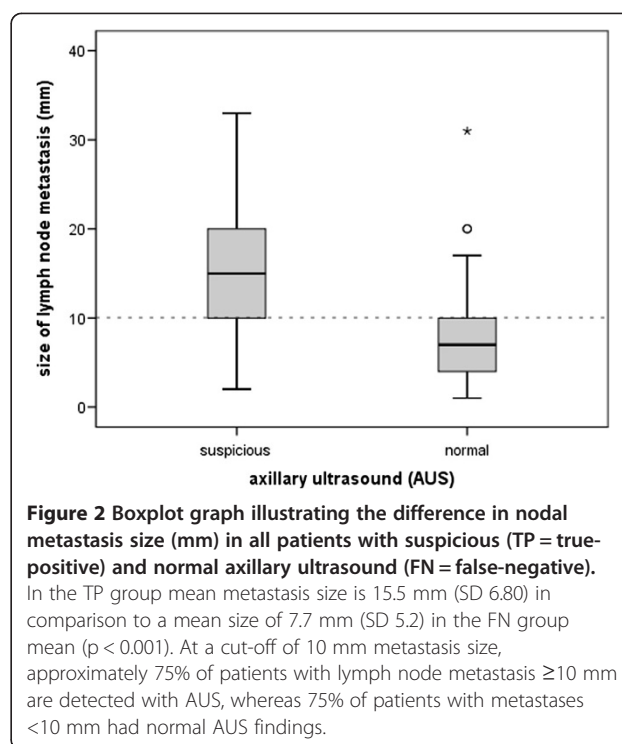 40
30
20
10
0
size of lymph node metastasis (mm)
*
suspicious normal
axillary ultrasound (AUS)
Figure 2 Boxplot graph illustrating the difference in nodal
metastasis size (mm) in all patients with suspicious (TP = true-
positive) and normal axillary ultrasound (FN = false-negative).
In the TP group mean metastasis size is 15.5 mm (SD 6.80) in
comparison to a mean size of 7.7 mm (SD 5.2) in the FN group
mean (p < 0.001). At a cut-off of 10 mm metastasis size,
approximately 75% of patients with lymph node metastasis ≥10 mm
are detected with AUS, whereas 75% of patients with metastases
<10 mm had normal AUS findings.